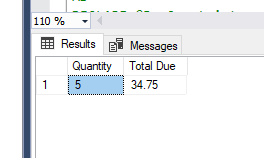 110 %
Results Messages
Quantity Total Due
1 5 34.75